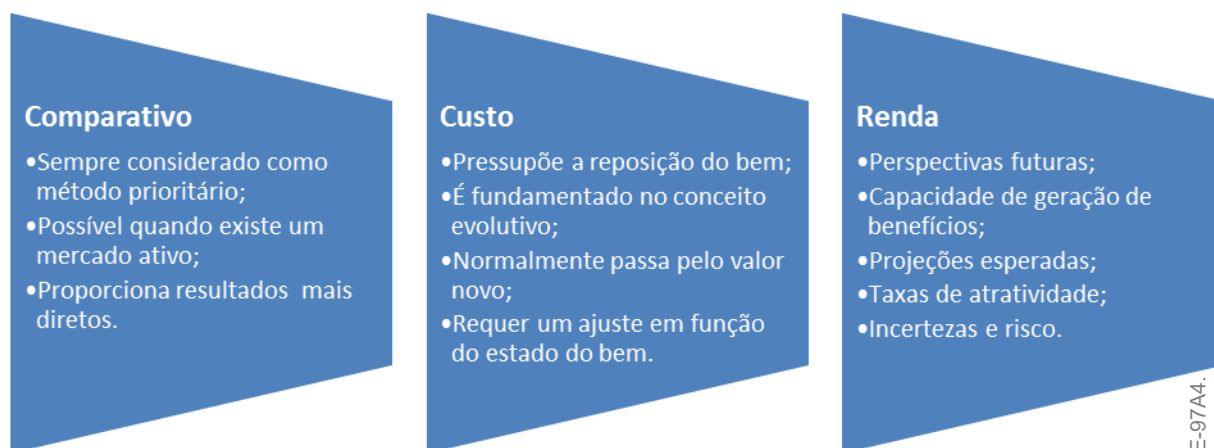 Comparativo
•Sempre considerado como
método prioritário;
•Possível quando existe um
mercado ativo;
•Proporciona resultados mais
diretos.
Custo
•Pressupõe a reposição do bem;
•É fundamentado no conceito
evolutivo;
•Normalmente passa pelo valor
novo;
•Requer um ajuste em função
do estado do bem.
Renda
•Perspectivas futuras;
•Capacidade de geração de
benefícios;
•Projeções esperadas;
•Taxas de atratividade;
•Incertezas e risco.
E-97A4.